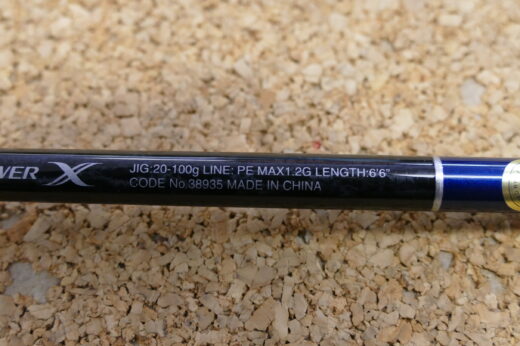 WER X
JIG:20-100g LINE: PE MAX1.2G LENGTH:6'6"
CODE No.38935 MADE IN CHINA